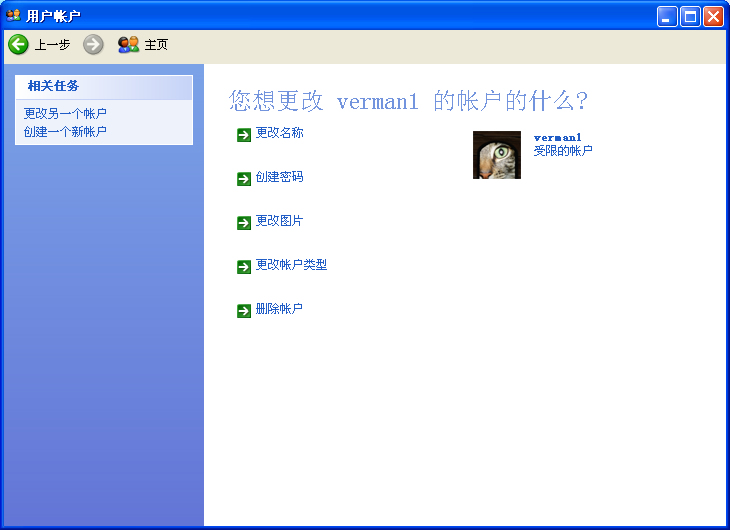 用户帐户
上一步 主页
相关任务
更改另一个帐户
创建一个新帐户
您想更改 verman1 的帐户的什么?
更改名称
创建密码
更改图片
更改帐户类型
删除帐户
verman1
受限的帐户